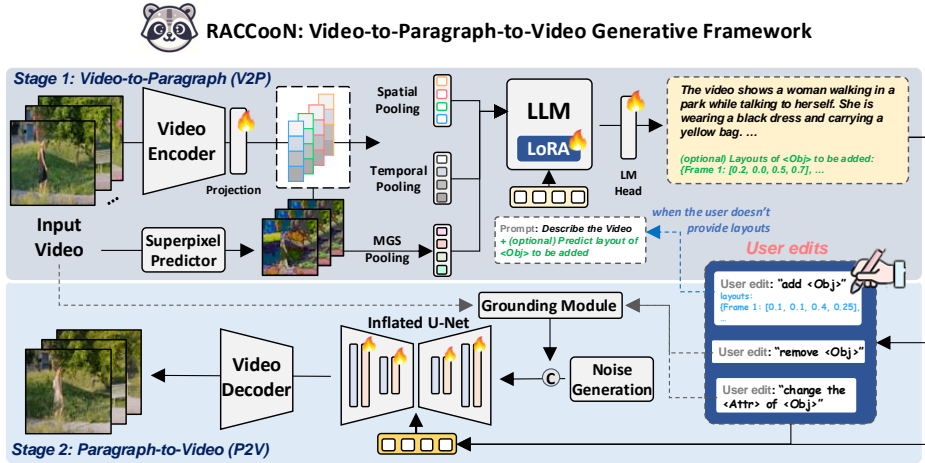 RACCooN: Video-to-Paragraph-to-Video Generative Framework
Stage 1: Video-to-Paragraph (V2P)
...
Input
Video
Video
Encoder
Projection
Superpixel
Predictor
Spatial
Pooling
Temporal
Pooling
MGS
Pooling
LLM
LoRA
LM
Head
The video shows a woman walking in a
park while talking to herself. She is
wearing a black dress and carrying a
yellow bag. ...
(optional) Layouts of <Obj> to be added:
{Frame 1: [0.2, 0.0, 0.5, 0.7], ...
Prompt: Describe the Video
+ (optional) Predict layout of
<Obj> to be added
when the user doesn't
provide layouts
User edits
User edit: "add <Obj>"
layouts:
{Frame 1: [0.1, 0.1, 0.4, 0.25],
...
User edit: "remove <Obj>"
User edit: "change the
<Attr> of <Obj>"
Grounding Module
Inflated U-Net
C
Noise
Generation
Video
Decoder
Stage 2: Paragraph-to-Video (P2V)